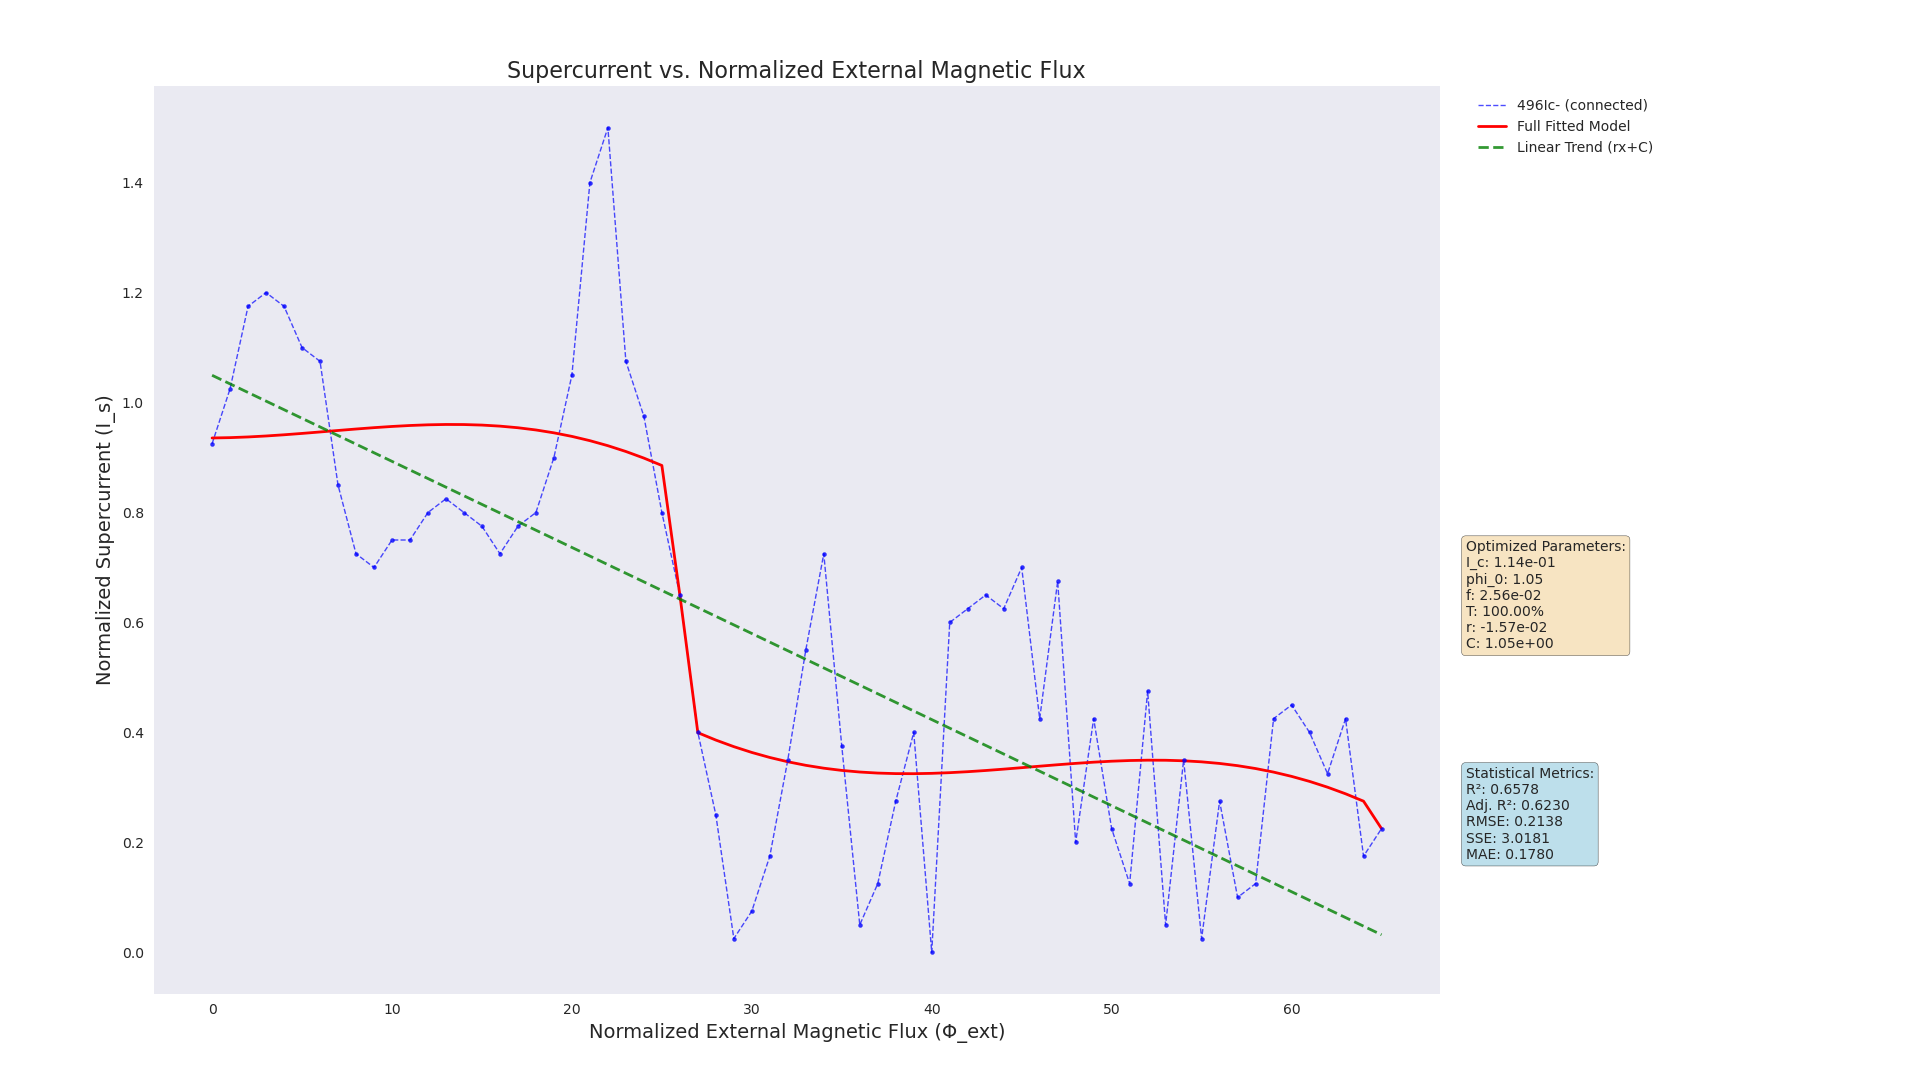 Supercurrent vs. Normalized External Magnetic Flux
496Ic- (connected)
Full Fitted Model
Linear Trend (rx+C)
Normalized Supercurrent (I_s)
1.4
1.2
1.0
0.8
0.6
0.4
0.2
0.0
0 10 20 30 40 50 60
Normalized External Magnetic Flux (Φ_ext)
Optimized Parameters:
I_c: 1.14e-01
phi_0: 1.05
f: 2.56e-02
T: 100.00%
r: -1.57e-02
C: 1.05e+00
Statistical Metrics:
R²: 0.6578
Adj. R²: 0.6230
RMSE: 0.2138
SSE: 3.0181
MAE: 0.1780